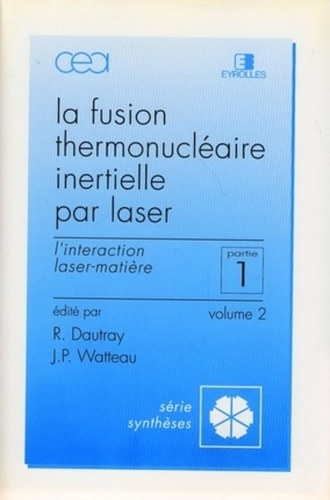 cea
EYROLLES
la fusion
thermonucléaire
inertielle
par laser
l'interaction
laser-matière
partie
1
édité par
volume 2
R. Dautray
J.P. Watteau
série
synthèses